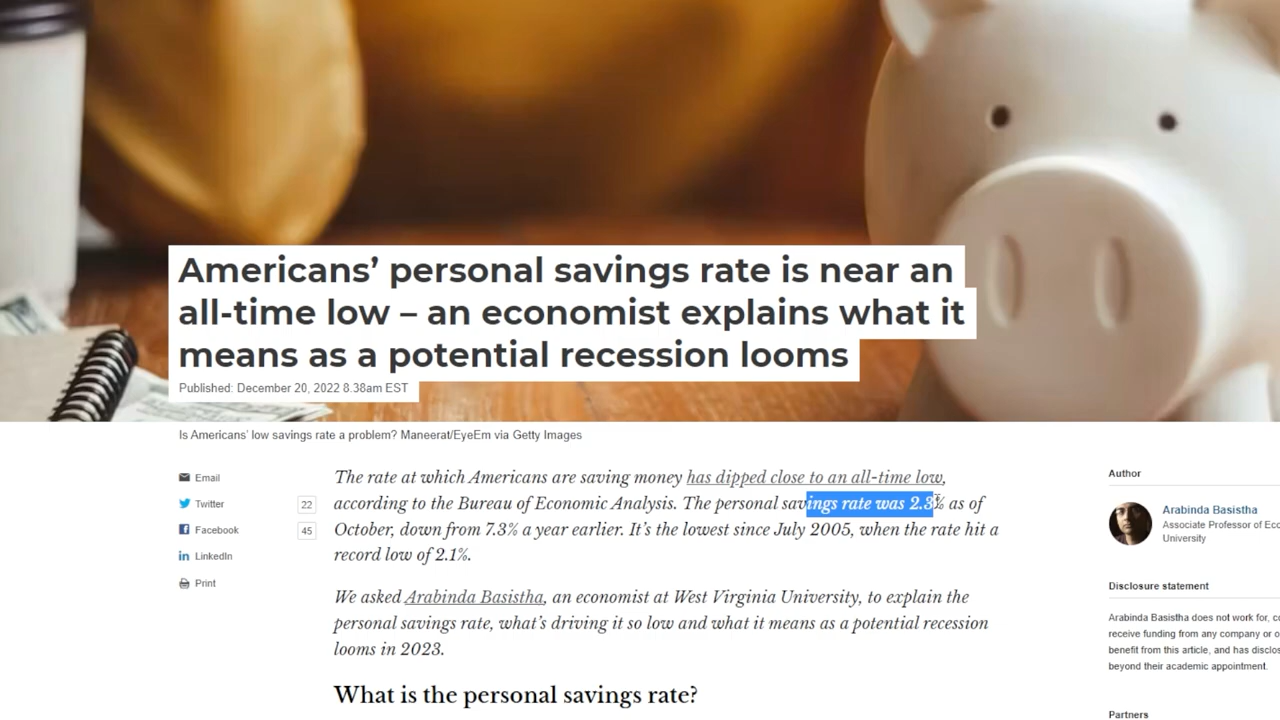 Americans’ personal savings rate is near an
all-time low – an economist explains what it
means as a potential recession looms
Published: December 20, 2022 8.38am EST
Is Americans’ low savings rate a problem? Maneerat/EyeEm via Getty Images
Email
Twitter 22
Facebook 45
LinkedIn
Print
The rate at which Americans are saving money has dipped close to an all-time low,
according to the Bureau of Economic Analysis. The personal savings rate was 2.3% as of
October, down from 7.3% a year earlier. It’s the lowest since July 2005, when the rate hit a
record low of 2.1%.
We asked Arabinda Basistha, an economist at West Virginia University, to explain the
personal savings rate, what’s driving it so low and what it means as a potential recession
looms in 2023.
What is the personal savings rate?
Author
Arabinda Basistha
Associate Professor of Eco
University
Disclosure statement
Arabinda Basistha does not work for, co
receive funding from any company or o
benefit from this article, and has disclos
beyond their academic appointment.
Partners